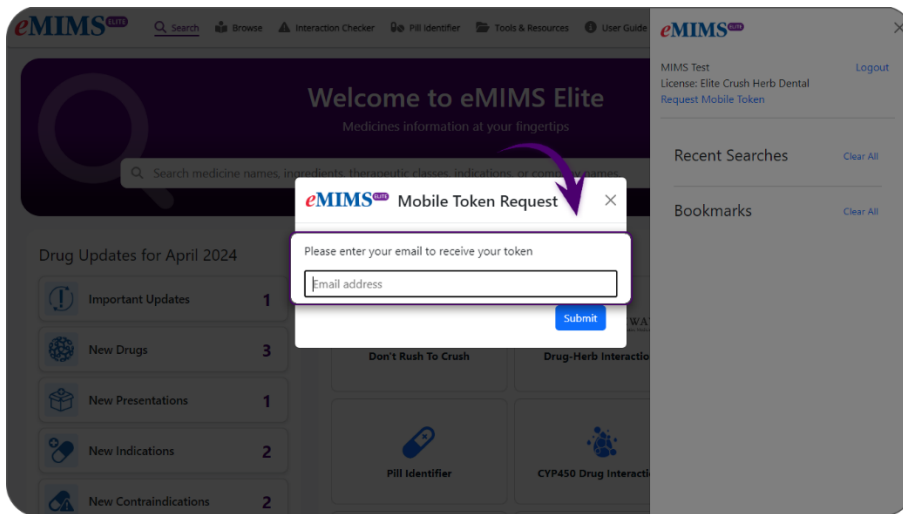 eMIMS ELITE
Search
Browse
Interaction Checker
Pill Identifier
Tools & Resources
User Guide
Welcome to eMIMS Elite
Medicines information at your fingertips
Search medicine names, ingredients, therapeutic classes, indications, or company names
Drug Updates for April 2024
Important Updates 1
New Drugs 3
New Presentations 1
New Indications 2
New Contraindications 2
Don't Rush To Crush
Drug-Herb Interactio
Pill Identifier
CYP450 Drug Interacti
eMIMS ELITE Mobile Token Request
Please enter your email to receive your token
Email address
Submit
eMIMS ELITE
MIMS Test
Logout
License: Elite Crush Herb Dental
Request Mobile Token
Recent Searches
Clear All
Bookmarks
Clear All